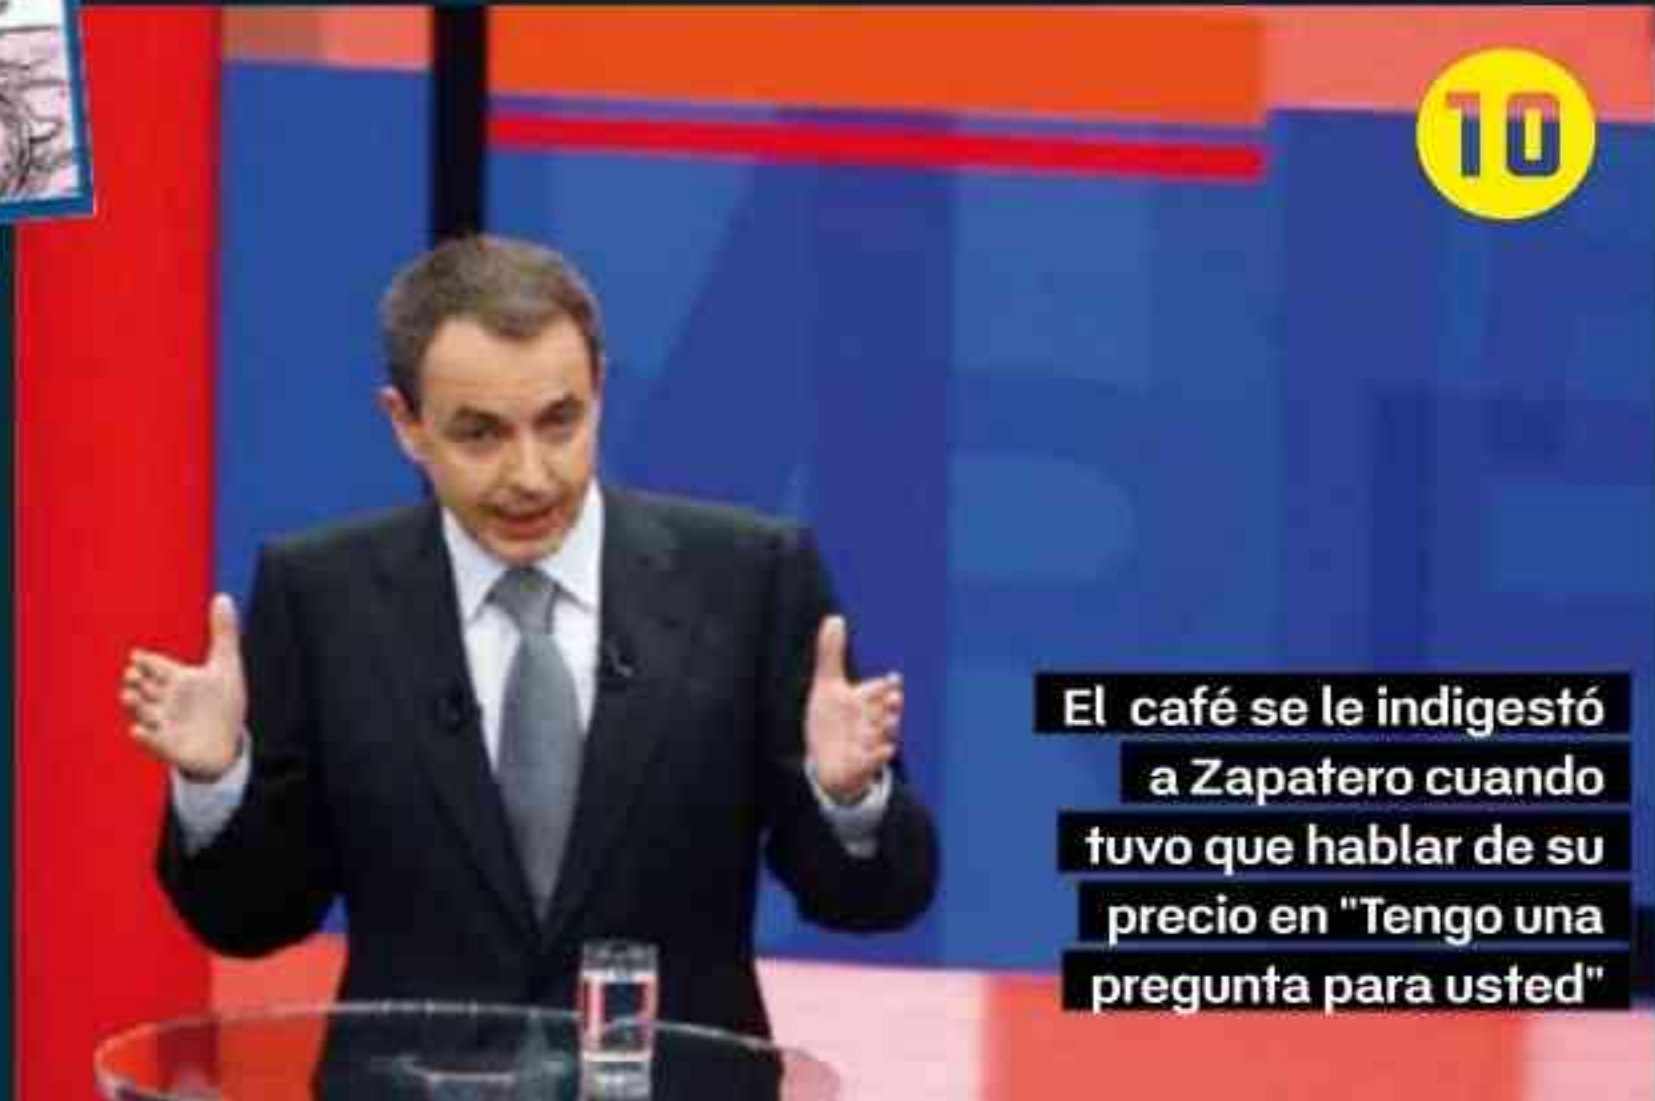 10
El café se le indigestó
a Zapatero cuando
tuvo que hablar de su
precio en "Tengo una
pregunta para usted"